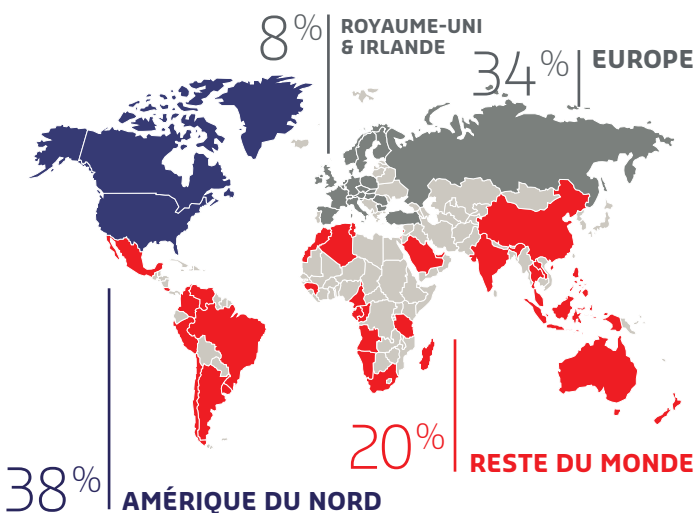 8%
ROYAUME-UNI
& IRLANDE
34%
EUROPE
20%
RESTE DU MONDE
38%
AMÉRIQUE DU NORD